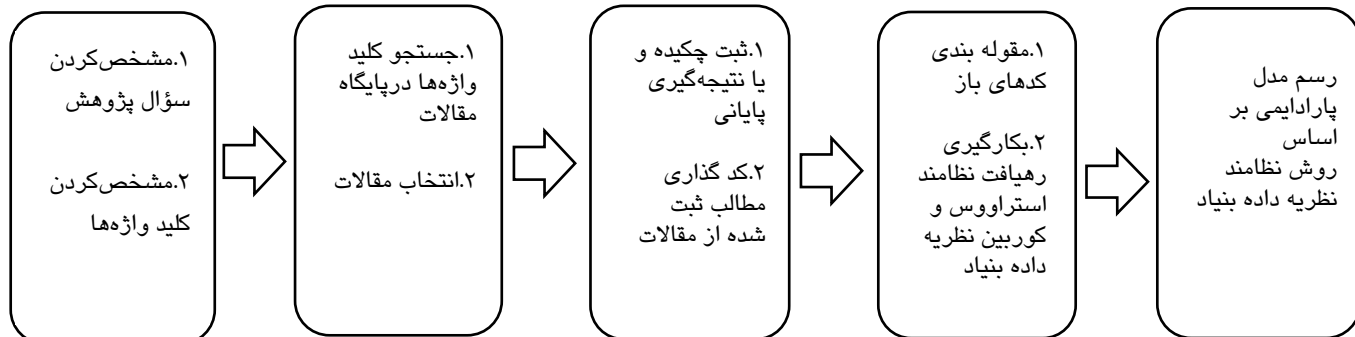 ۱.مشخص‌کردن
سؤال پژوهش
۲.مشخص‌کردن
کلید واژه‌ها
۱.جستجو کلید
واژه‌ها درپایگاه
مقالات
۲.انتخاب مقالات
۱.ثبت چکیده و
یا نتیجه‌گیری
پایانی
۲.کد گذاری
مطالب ثبت
شده از مقالات
۱.مقوله بندی
کدهای باز
۲.بکارگیری
رهیافت نظامند
استراووس و
کوربین نظریه
داده بنیاد
رسم مدل
پارادایمی بر
اساس
روش نظامند
نظریه داده بنیاد